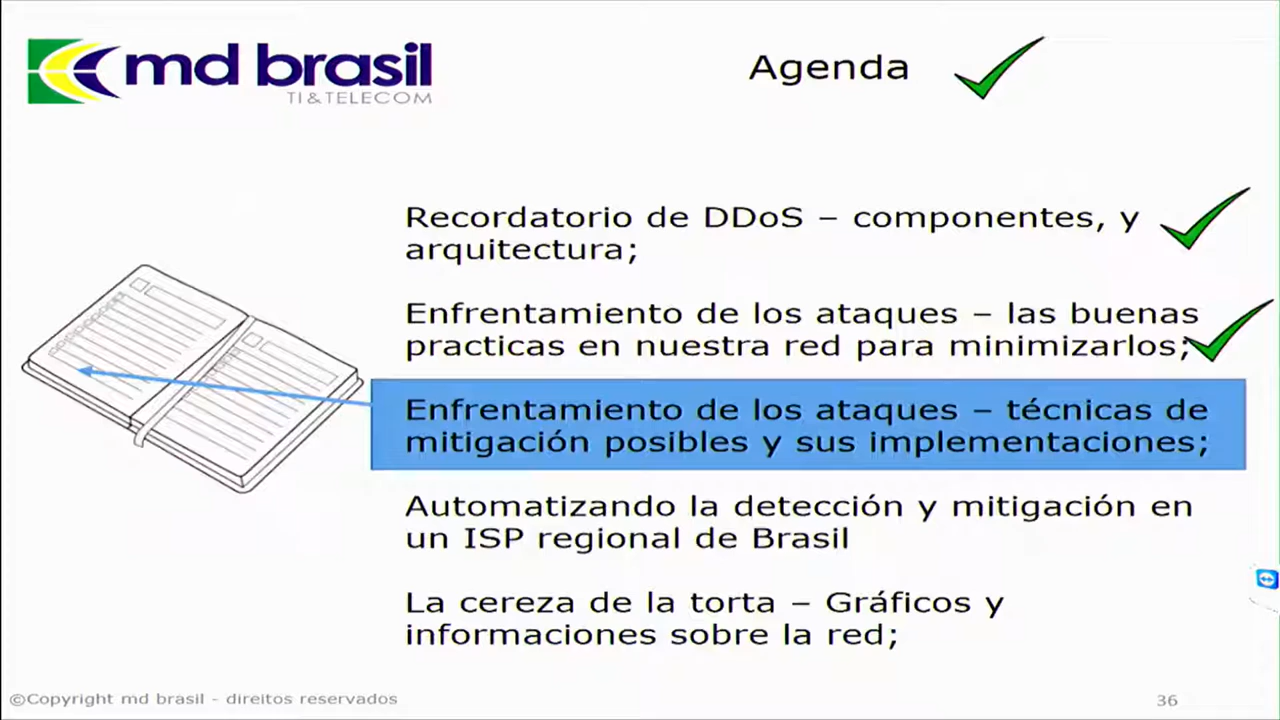 md brasil
TI & TELECOM
Agenda
Recordatorio de DDoS – componentes, y
arquitectura;
Enfrentamiento de los ataques – las buenas
practicas en nuestra red para minimizarlos;
Enfrentamiento de los ataques – técnicas de
mitigación posibles y sus implementaciones;
Automatizando la detección y mitigación en
un ISP regional de Brasil
La cereza de la torta – Gráficos y
informaciones sobre la red;
©Copyright md brasil - direitos reservados
36